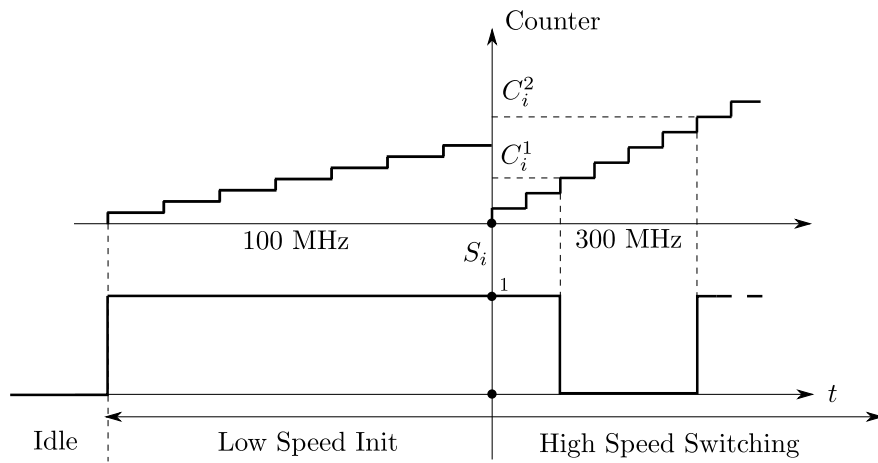 Counter
$C_i^2$
$C_i^1$
100 MHz
300 MHz
$S_i$
1
$t$
Idle
Low Speed Init
High Speed Switching